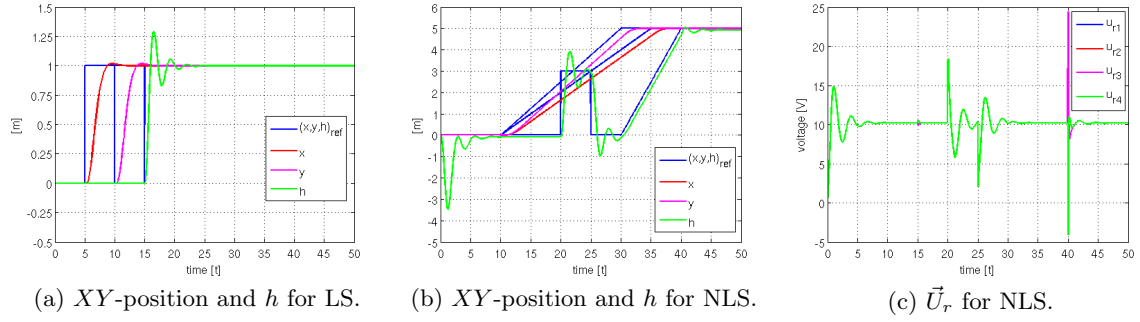 1.5
1.25
1
0.75
0.5
0.25
0
-0.25
-0.5
[m]
0 5 10 15 20 25 30 35 40 45 50
time [t]
(x,y,h)ref
x
y
h
(a) XY-position and h for LS.
6
5
4
3
2
1
0
-1
-2
-3
-4
-5
[m]
0 5 10 15 20 25 30 35 40 45 50
time [t]
(x,y,h)ref
x
y
h
(b) XY-position and h for NLS.
25
20
15
10
5
0
-5
voltage [V]
0 5 10 15 20 25 30 35 40 45 50
time [t]
ur1
ur2
ur3
ur4
(c) U⃗r for NLS.